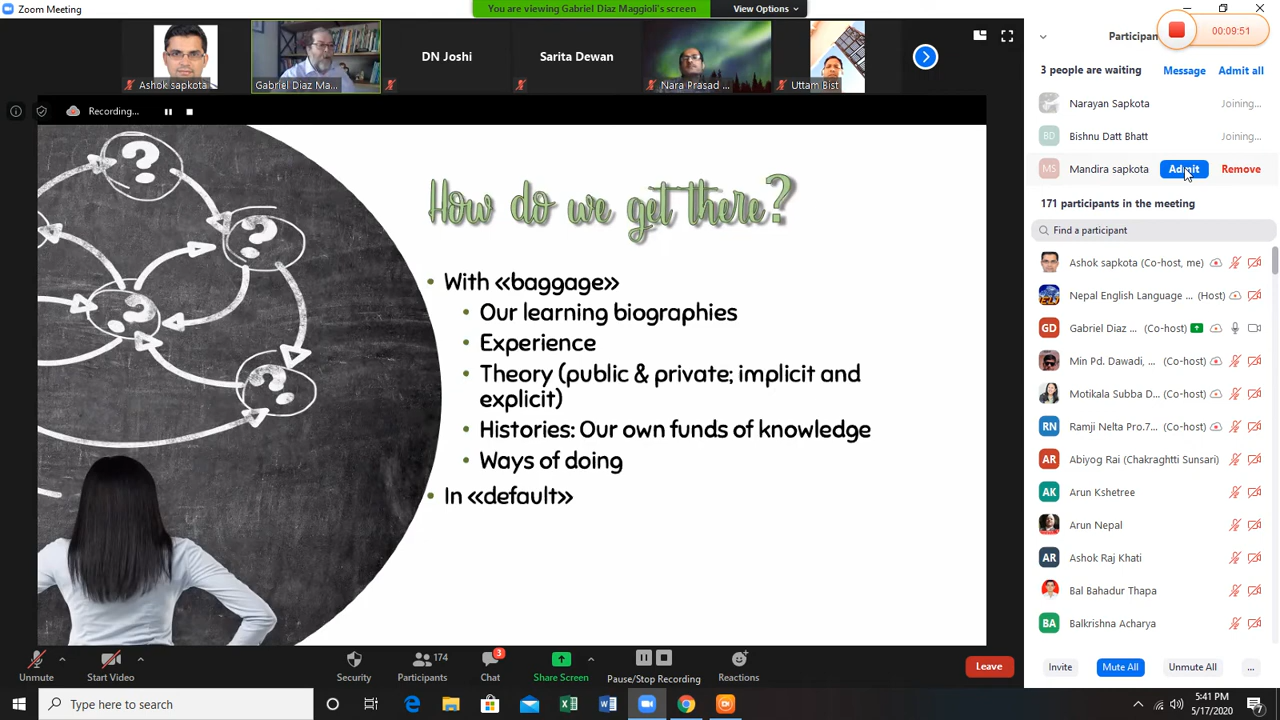 Zoom Meeting
You are viewing Gabriel Diaz Maggioli's screen
View Options
Ashok sapkota
Gabriel Diaz Ma...
DN Joshi
Sarita Dewan
Nara Prasad ...
Uttam Bist
Recording...
How do we get there?
• With «baggage»
• Our learning biographies
• Experience
• Theory (public & private; implicit and
explicit)
• Histories: Our own funds of knowledge
• Ways of doing
• In «default»
00:09:51
3 people are waiting
Message
Admit all
Narayan Sapkota
Joining...
BD
Bishnu Datt Bhatt
Joining...
MS
Mandira sapkota
Admit
Remove
171 participants in the meeting
Find a participant
Ashok sapkota (Co-host, me)
Nepal English Language ... (Host)
GD
Gabriel Diaz ... (Co-host)
Min Pd. Dawadi, ... (Co-host)
Motikala Subba D... (Co-host)
RN
Ramji Nelta Pro.7... (Co-host)
AR
Abiyog Rai (Chakraghtti Sunsari)
AK
Arun Kshetree
Arun Nepal
AR
Ashok Raj Khati
Bal Bahadur Thapa
BA
Balkrishna Acharya
Invite
Mute All
Unmute All
...
Unmute
Start Video
Security
174
Participants
3
Chat
Share Screen
Pause/Stop Recording
Reactions
Leave
Type here to search
5:41 PM
5/17/2020